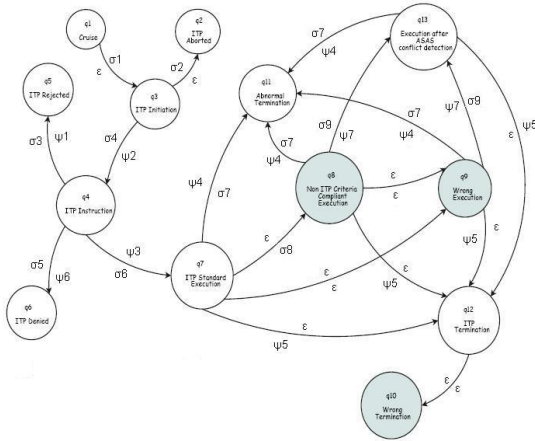 q1
Cruise
q2
ITP
Aborted
q13
Execution after
ASAS
conflict detection
σ1
ε
σ2
ε
σ7
ψ4
q5
ITP Rejected
q3
ITP Initiation
q11
Abnormal
Termination
σ3
ψ1
σ4
ψ2
σ9
ψ7
σ7
ψ4
ψ7
σ9
ψ5
ε
σ7
ψ4
q4
ITP Instruction
q8
Non ITP Criteria
Compliant
Execution
ε
ε
q9
Wrong
Execution
ψ4
σ7
ψ3
σ6
σ5
ψ6
q7
ITP Standard
Execution
ε
σ8
ε
ψ5
ψ5
ε
ε
ε
q6
ITP Denied
q12
ITP
Termination
ε
ψ5
ε
ε
q10
Wrong
Termination